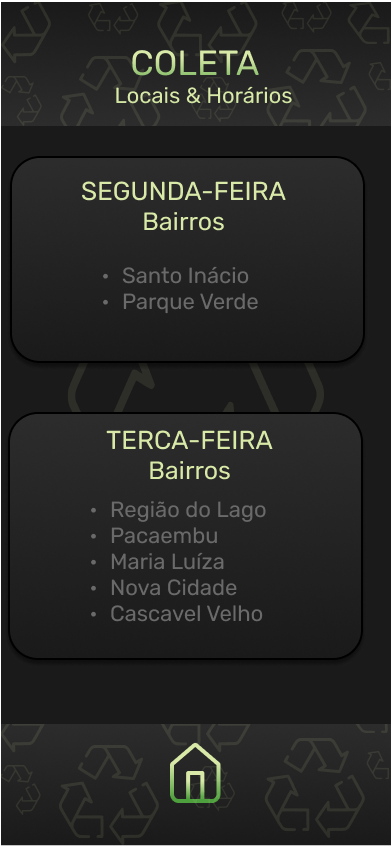 COLETA
Locais & Horários
SEGUNDA-FEIRA
Bairros
• Santo Inácio
• Parque Verde
TERCA-FEIRA
Bairros
• Região do Lago
• Pacaembu
• Maria Luíza
• Nova Cidade
• Cascavel Velho